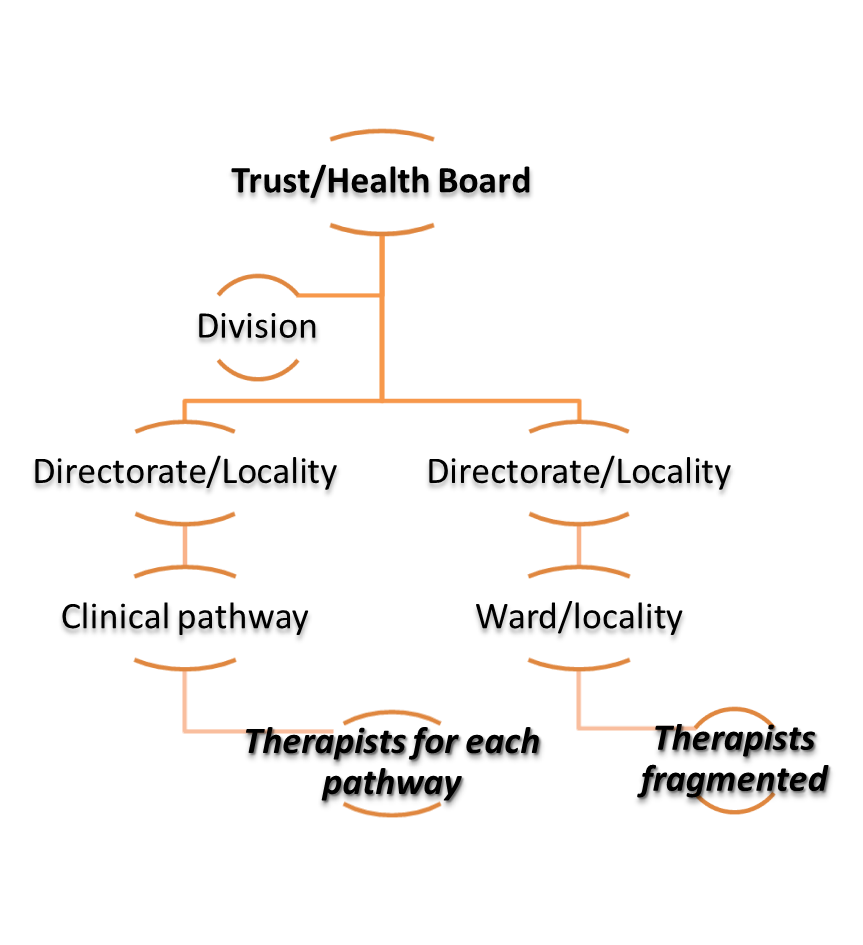 Trust/Health Board
Division
Directorate/Locality
Directorate/Locality
Clinical pathway
Ward/locality
Therapists for each
pathway
Therapists
fragmented